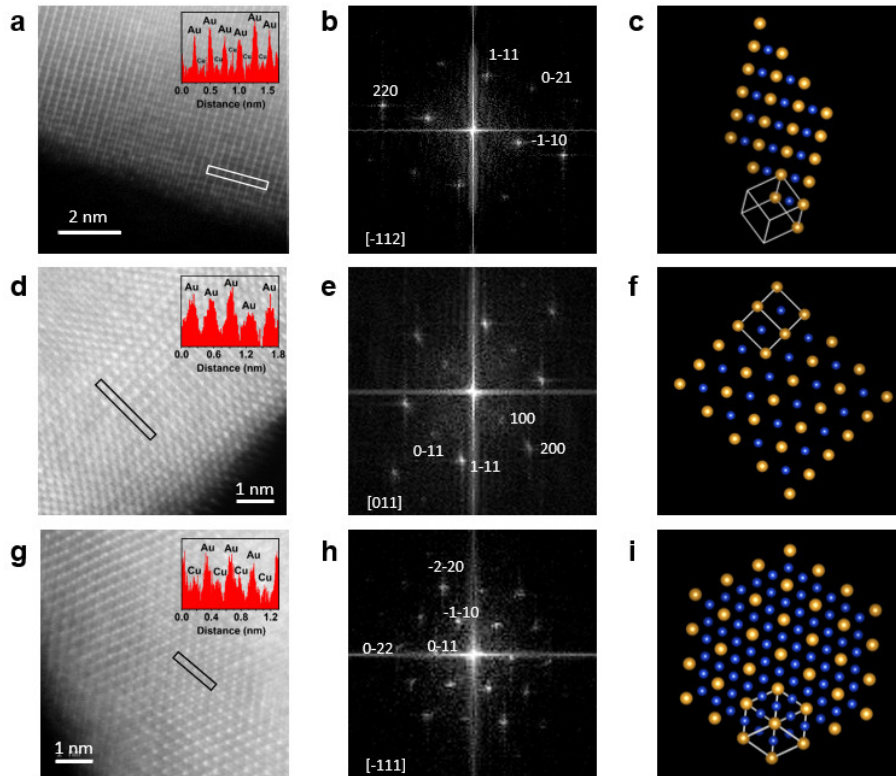 a
Au Au Au Au Au Au
Cu Cu Cu Cu Cu
0.0 0.5 1.0 1.5
Distance (nm)
2 nm
b
1-11
0-21
220
-1-10
[-112]
c
d
Au Au Au Au Au
0.0 0.6 1.2 1.8
Distance (nm)
1 nm
e
100
0-11
200
1-11
[011]
f
g
Au Au Au
Cu Cu Cu Cu
0.0 0.4 0.8 1.2
Distance (nm)
1 nm
h
-2-20
-1-10
0-22
0-11
[-111]
i